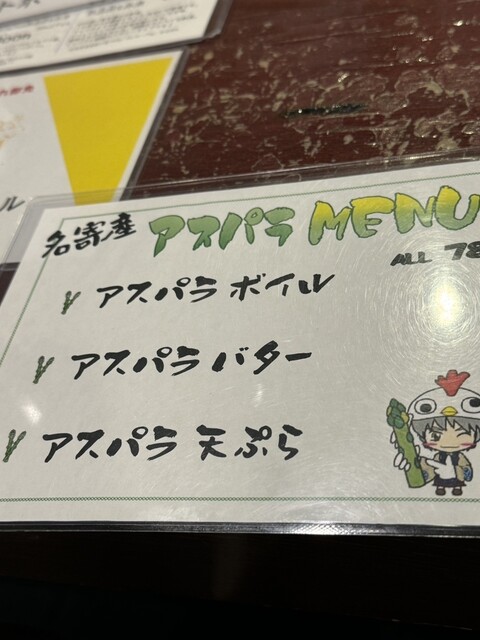 名寄産 アスパラ MENU
ALL 78
アスパラ ボイル
アスパラ バター
アスパラ 天ぷら
ル